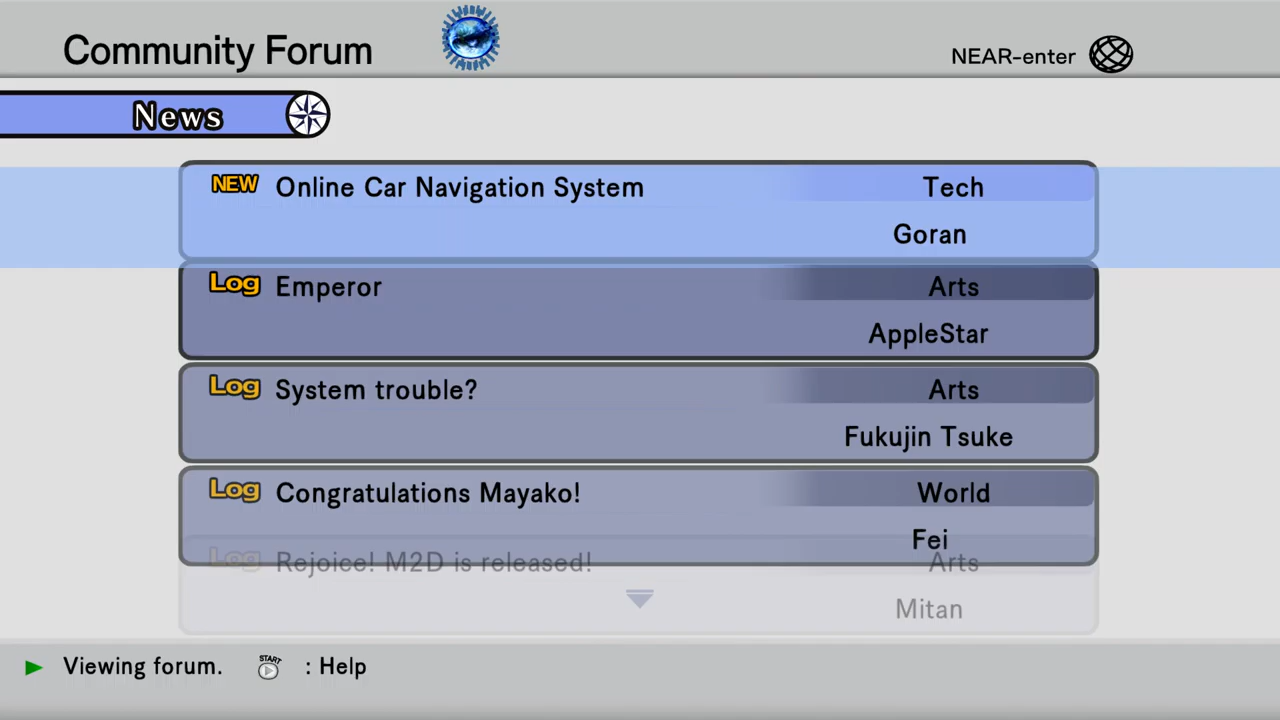 Community Forum
NEAR-enter
News
NEW Online Car Navigation System Tech
Goran
Log Emperor Arts
AppleStar
Log System trouble? Arts
Fukujin Tsuke
Log Congratulations Mayako! World
Fei
Log Rejoice! M2D is released! Arts
Mitan
Viewing forum. START : Help